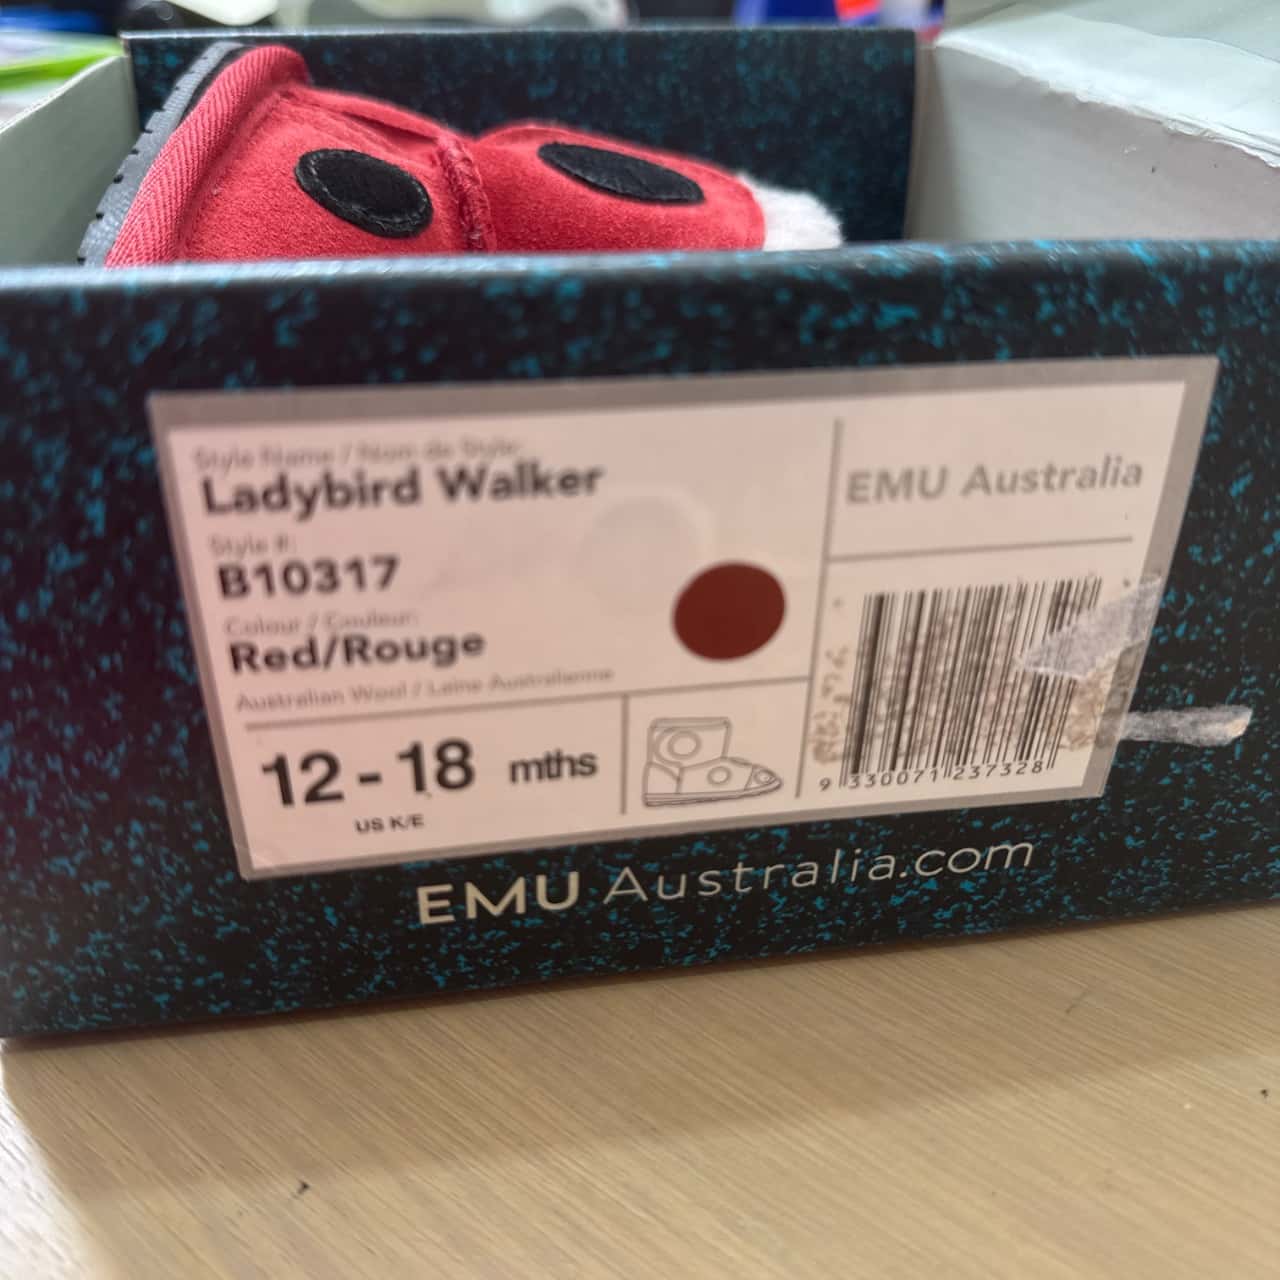 Style Name / Nom de Style:
Ladybird Walker
Style #:
B10317
Colour / Couleur:
Red/Rouge
Australian Wool / Laine Australienne
12 - 18 mths
US K/E
EMU Australia
9 330071 237328
EMU Australia.com